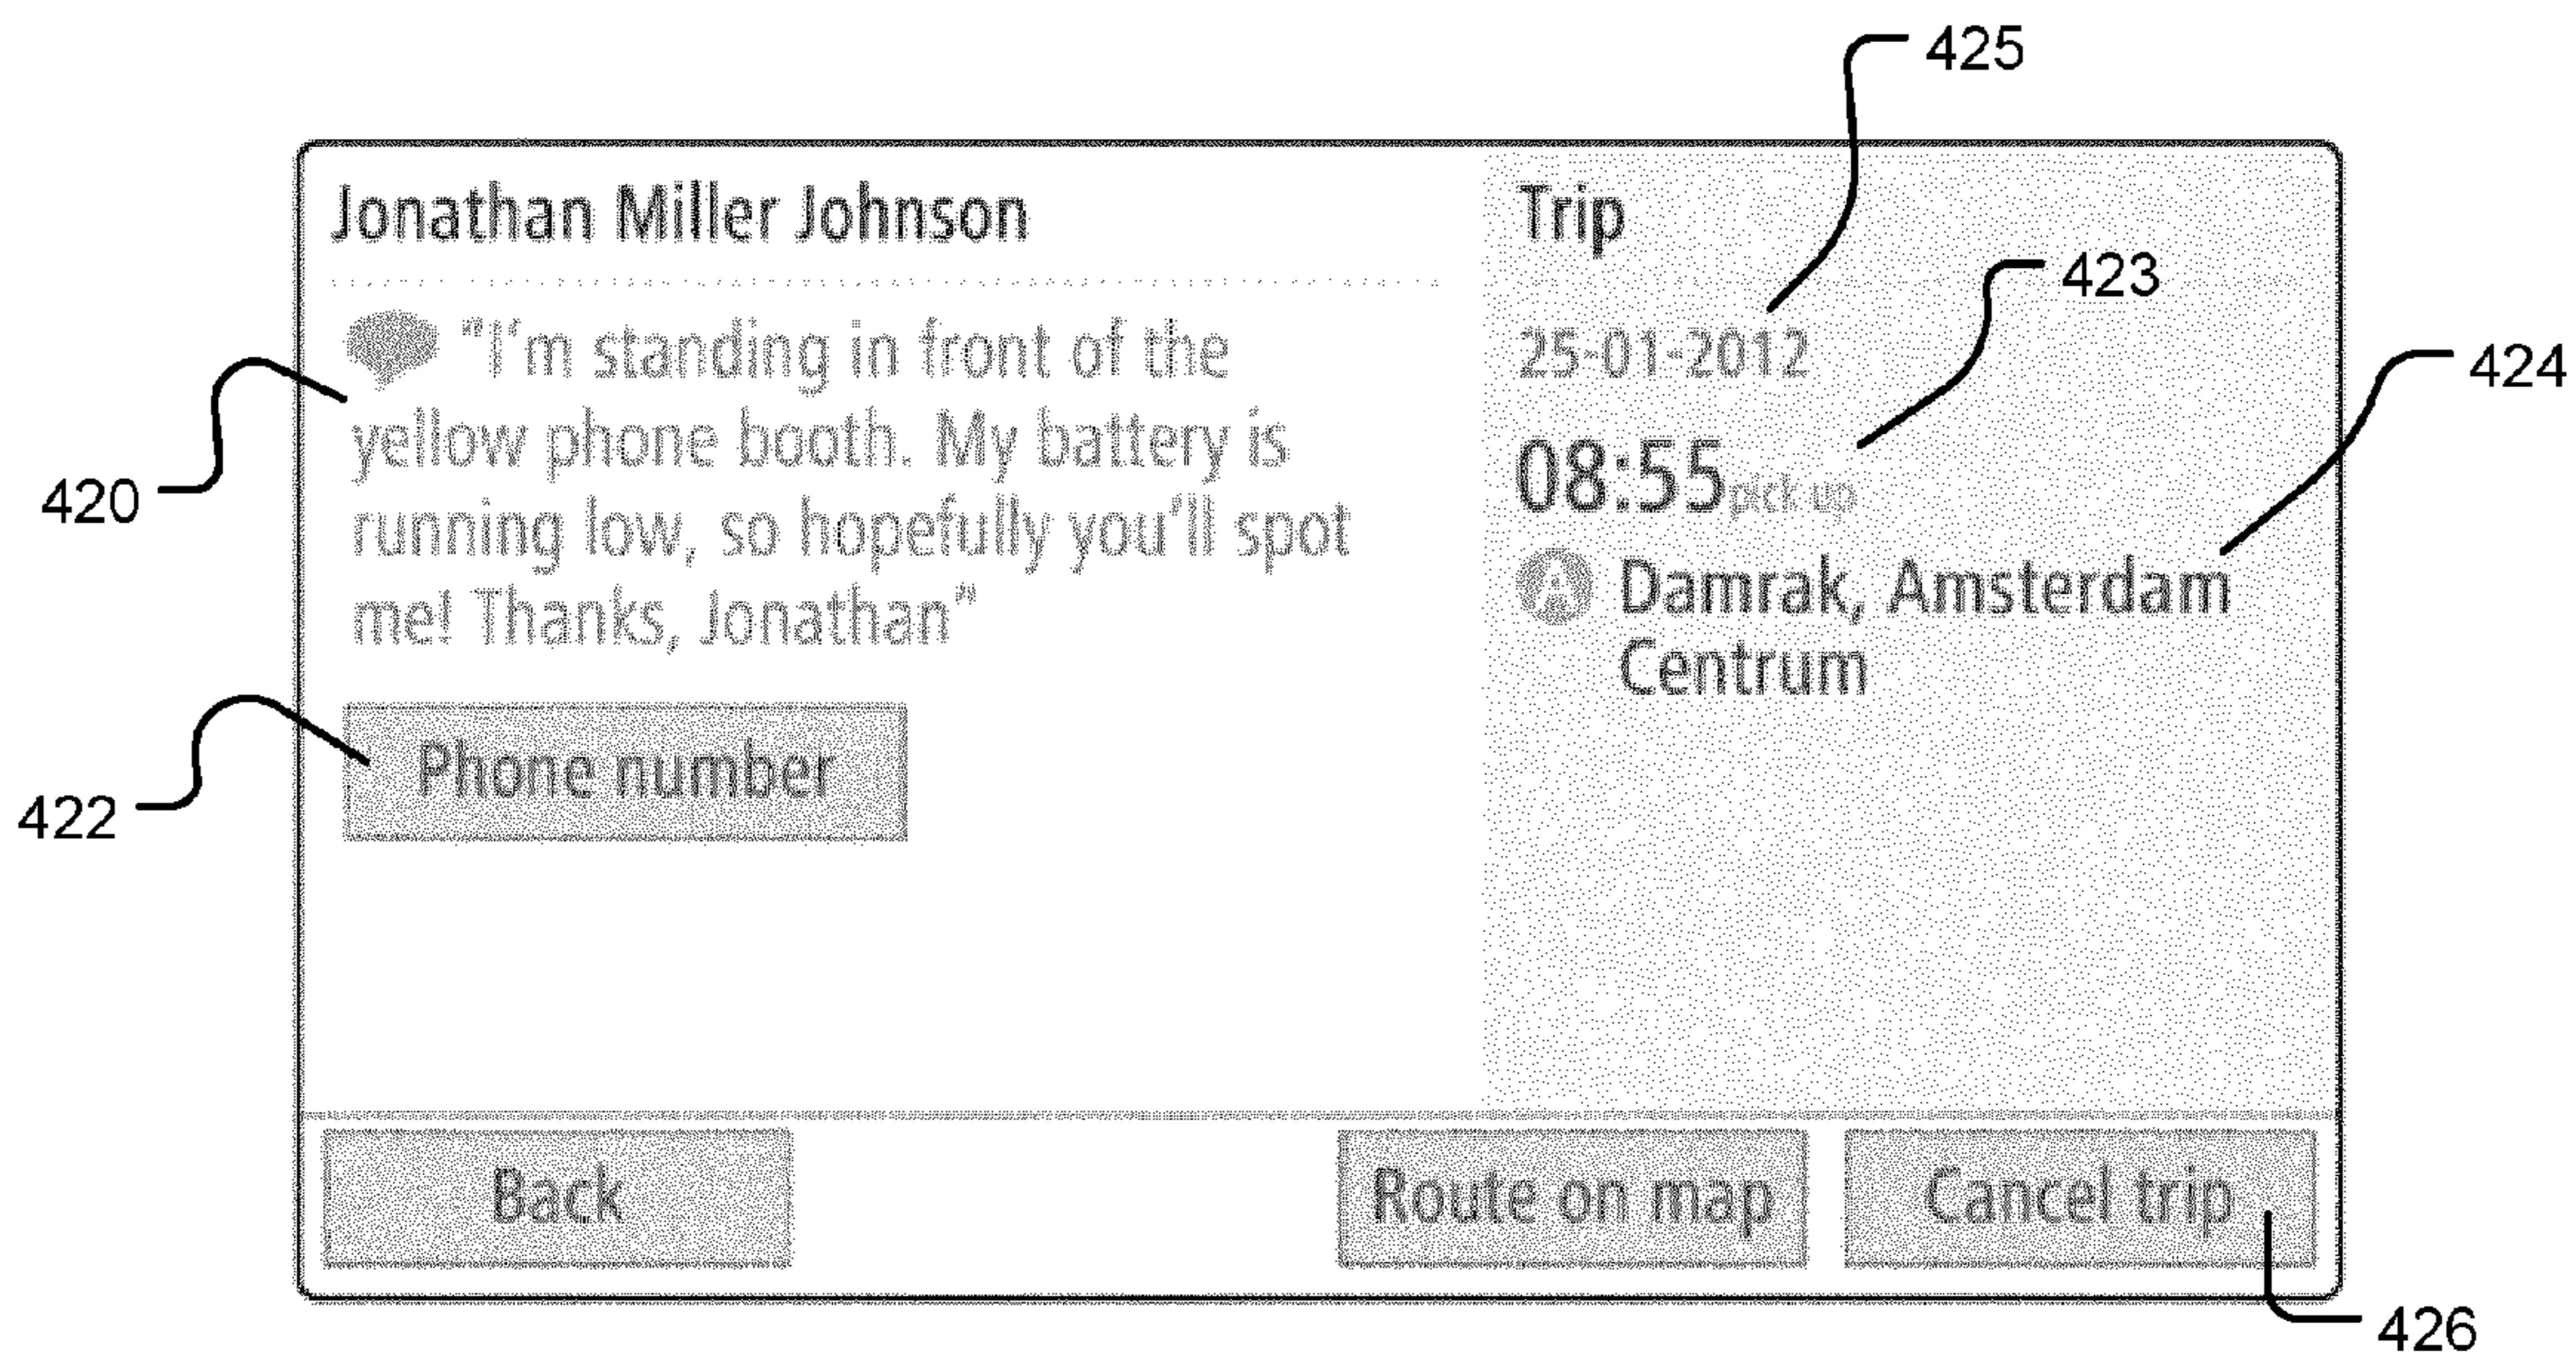 425
Jonathan Miller Johnson
Trip
423
"I'm standing in front of the
25-01-2012
424
yellow phone booth. My battery is
08:55 pick up
420
running low, so hopefully you'll spot
A Damrak, Amsterdam
me! Thanks, Jonathan"
Centrum
Phone number
422
Back
Route on map
Cancel trip
426